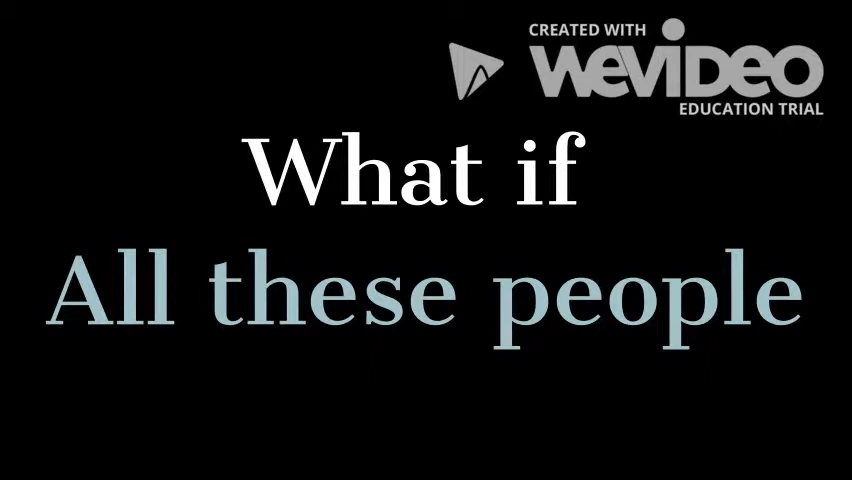 CREATED WITH
WEVIDEO
EDUCATION TRIAL
What if
All these people